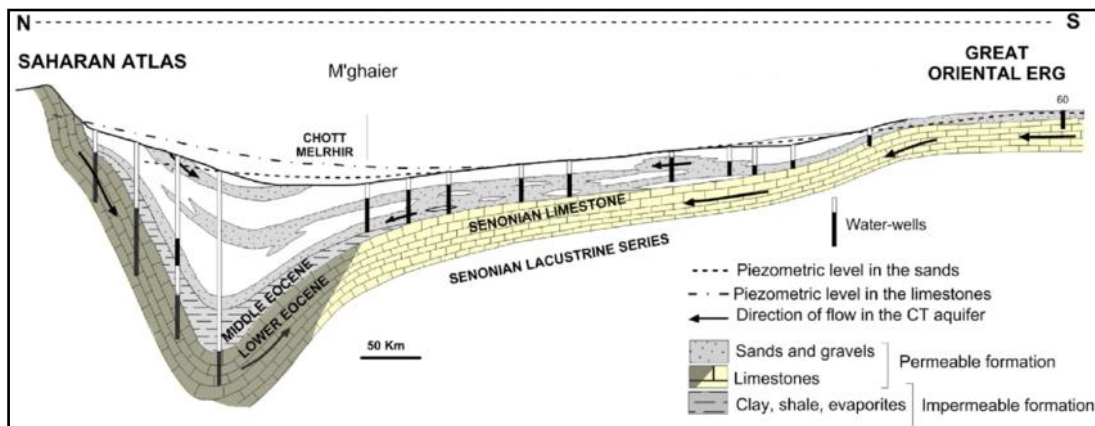 N
S
SAHARAN ATLAS
M'ghaier
GREAT
ORIENTAL ERG
60
CHOTT
MELRHIR
SENONIAN LIMESTONE
SENONIAN LACUSTRINE SERIES
MIDDLE EOCENE
LOWER EOCENE
50 Km
Water-wells
Piezometric level in the sands
Piezometric level in the limestones
Direction of flow in the CT aquifer
Sands and gravels
Permeable formation
Limestones
Clay, shale, evaporites
Impermeable formation